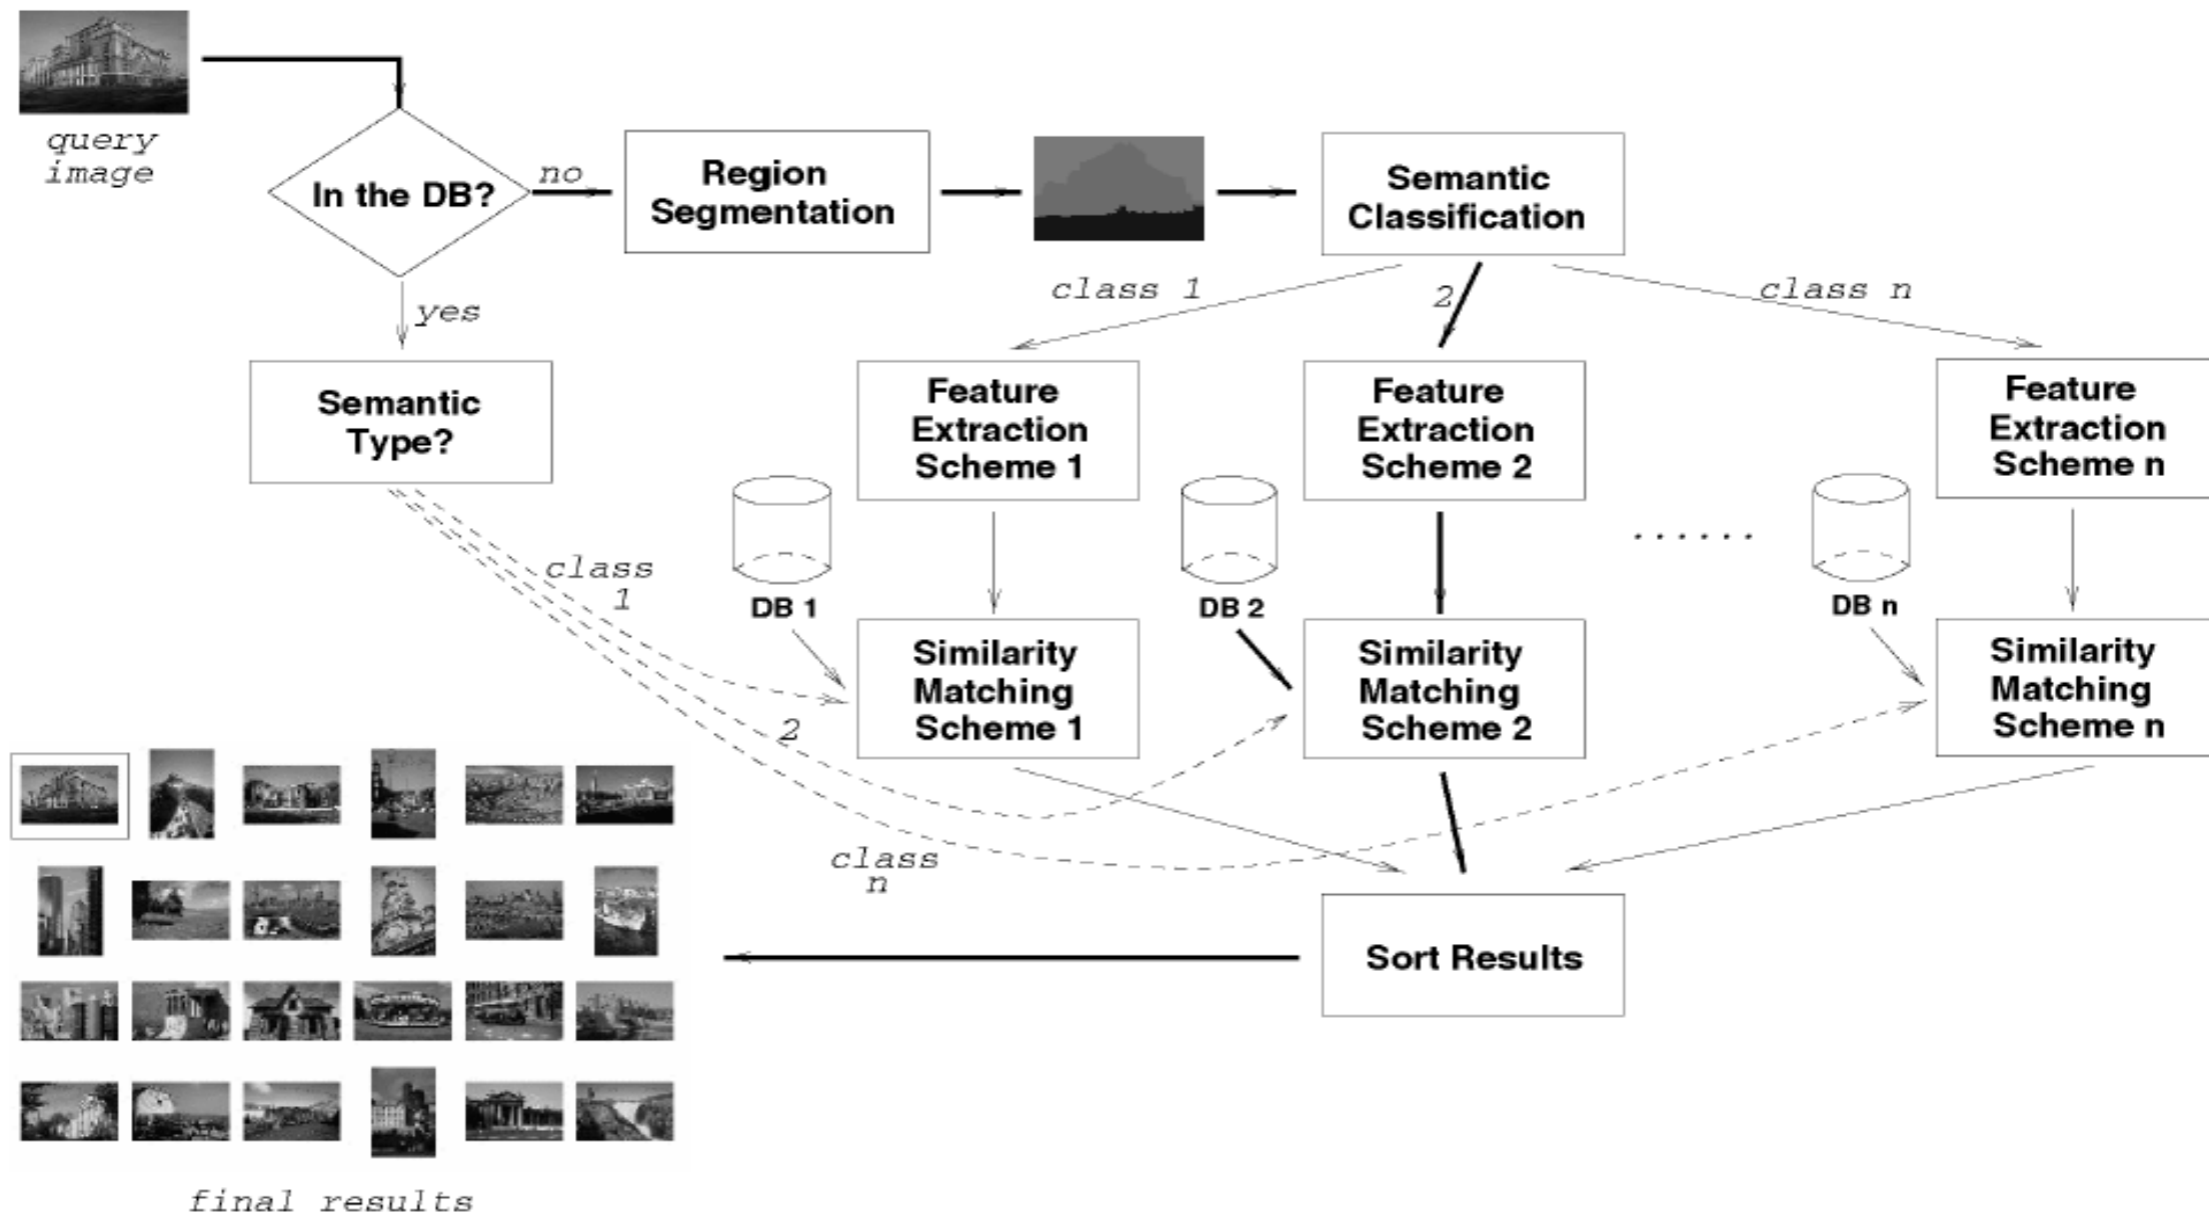 query
image
In the DB?
no
yes
Region
Segmentation
Semantic
Classification
class 1
2
class n
Semantic
Type?
Feature
Extraction
Scheme 1
Feature
Extraction
Scheme 2
Feature
Extraction
Scheme n
. . . . . .
class
1
DB 1
DB 2
DB n
Similarity
Matching
Scheme 1
Similarity
Matching
Scheme 2
Similarity
Matching
Scheme n
2
class
n
Sort Results
final results